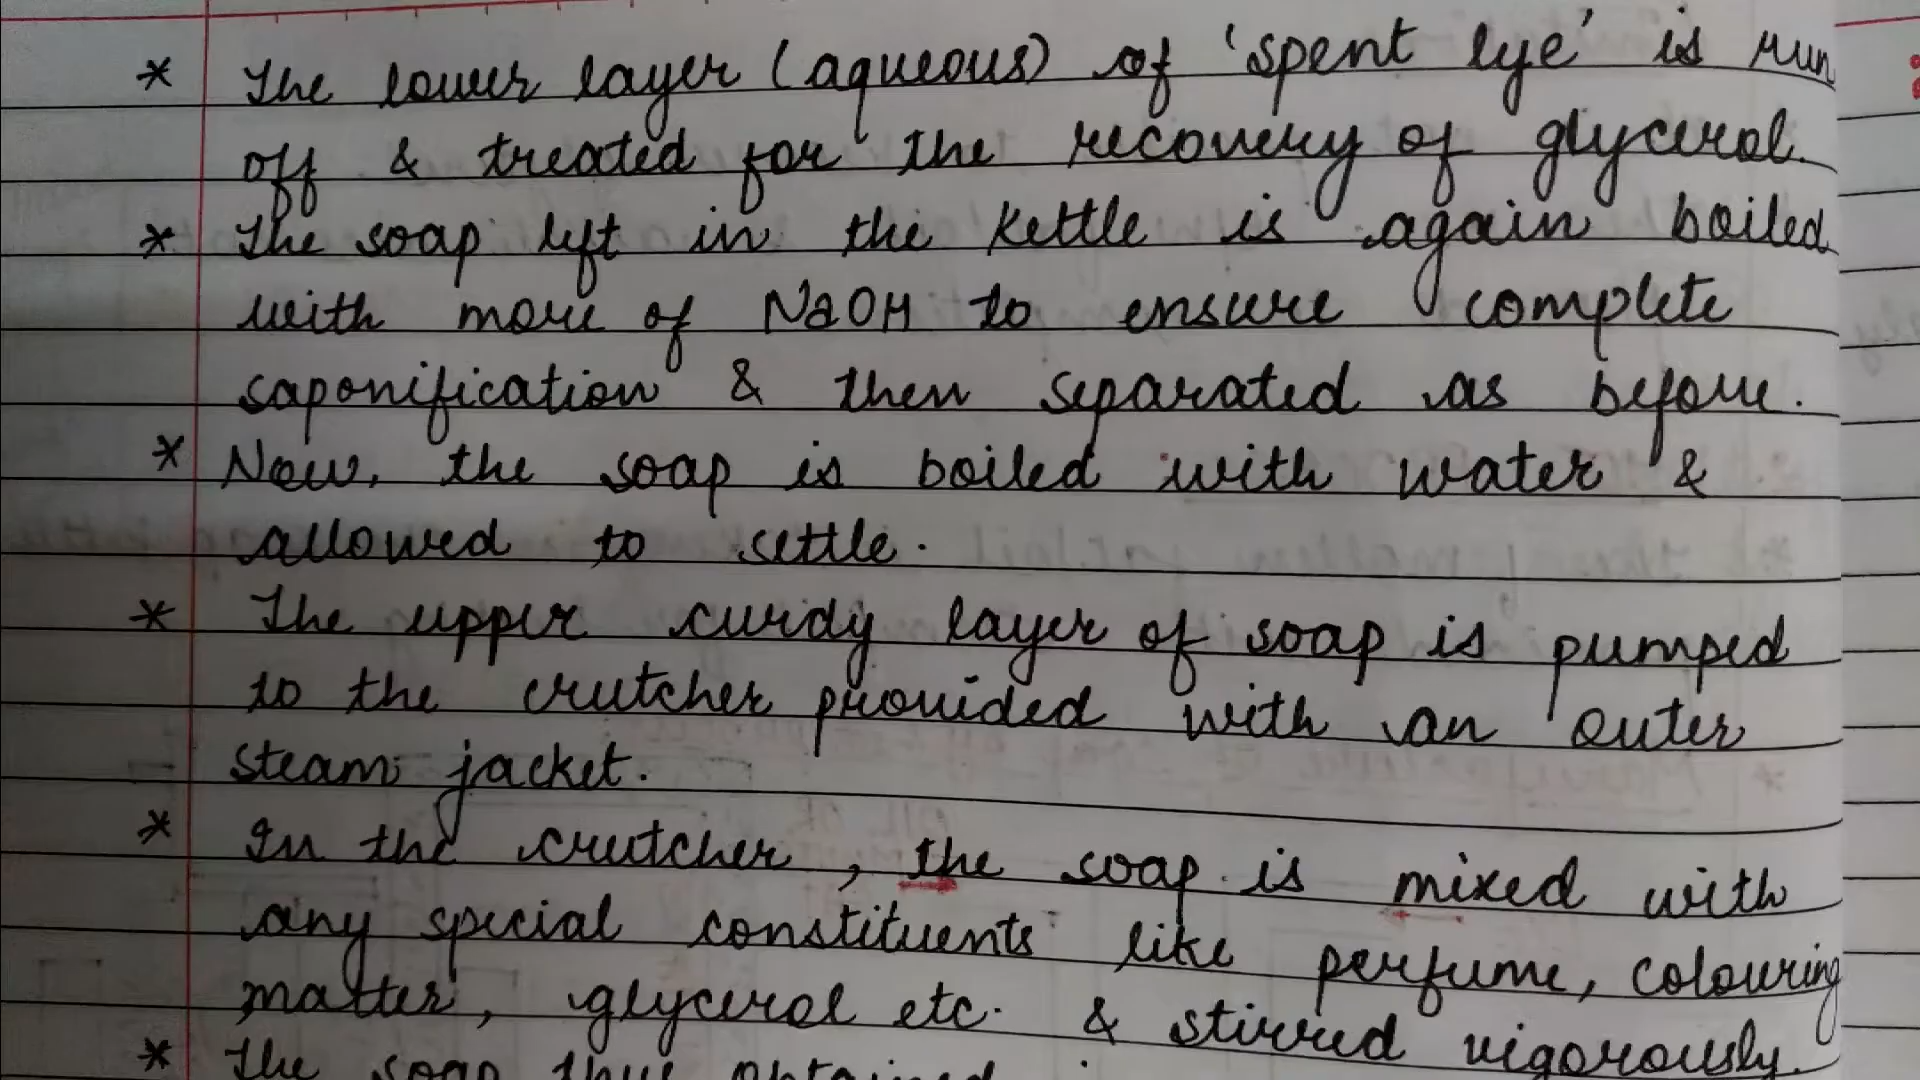 * The lower layer (aqueous) of 'spent lye' is run
off & treated for the recovery of glycerol.
* The soap left in the kettle is again boiled
with more of NaOH to ensure complete
saponification & then separated as before.
* Now, the soap is boiled with water &
allowed to settle.
* The upper curdy layer of soap is pumped
to the crutcher provided with an outer
steam jacket.
* In the crutcher, the soap is mixed with
any special constituents like perfume, colouring
matter, glycerol etc. & stirred vigorously.
* The soap thus obtained